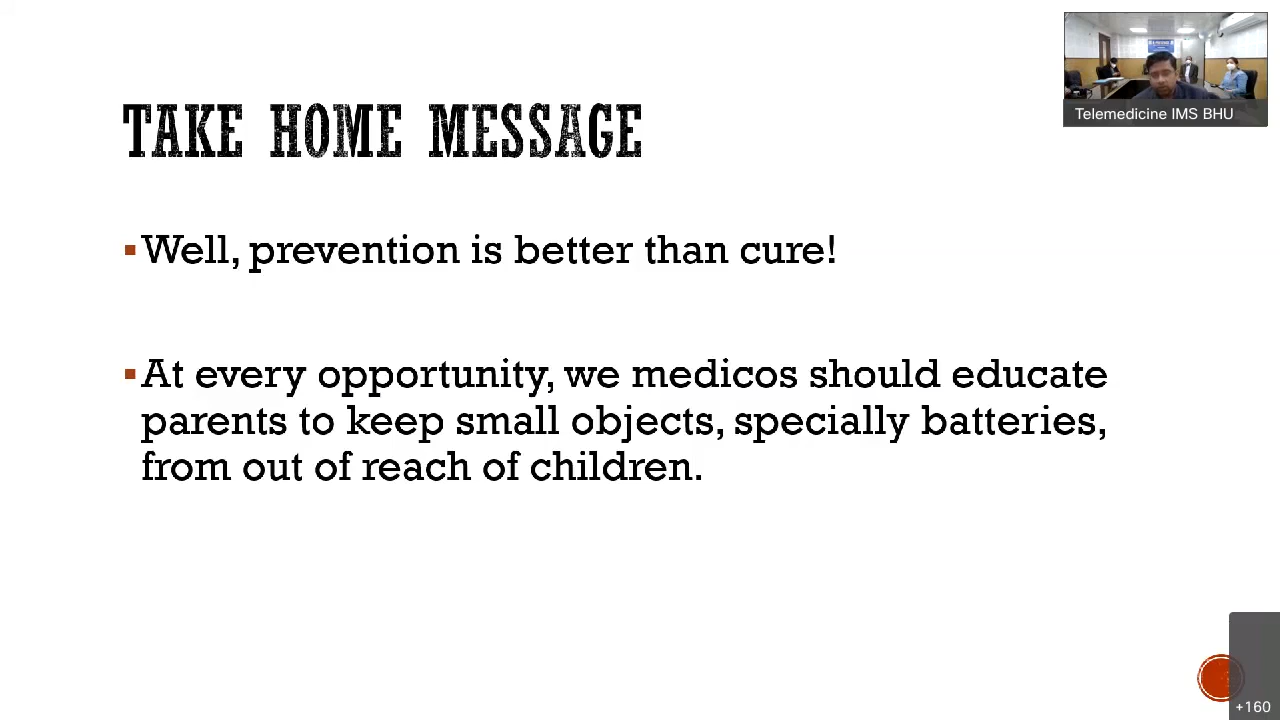 Telemedicine IMS BHU
TAKE HOME MESSAGE
Well, prevention is better than cure!
At every opportunity, we medicos should educate
parents to keep small objects, specially batteries,
from out of reach of children.
+160